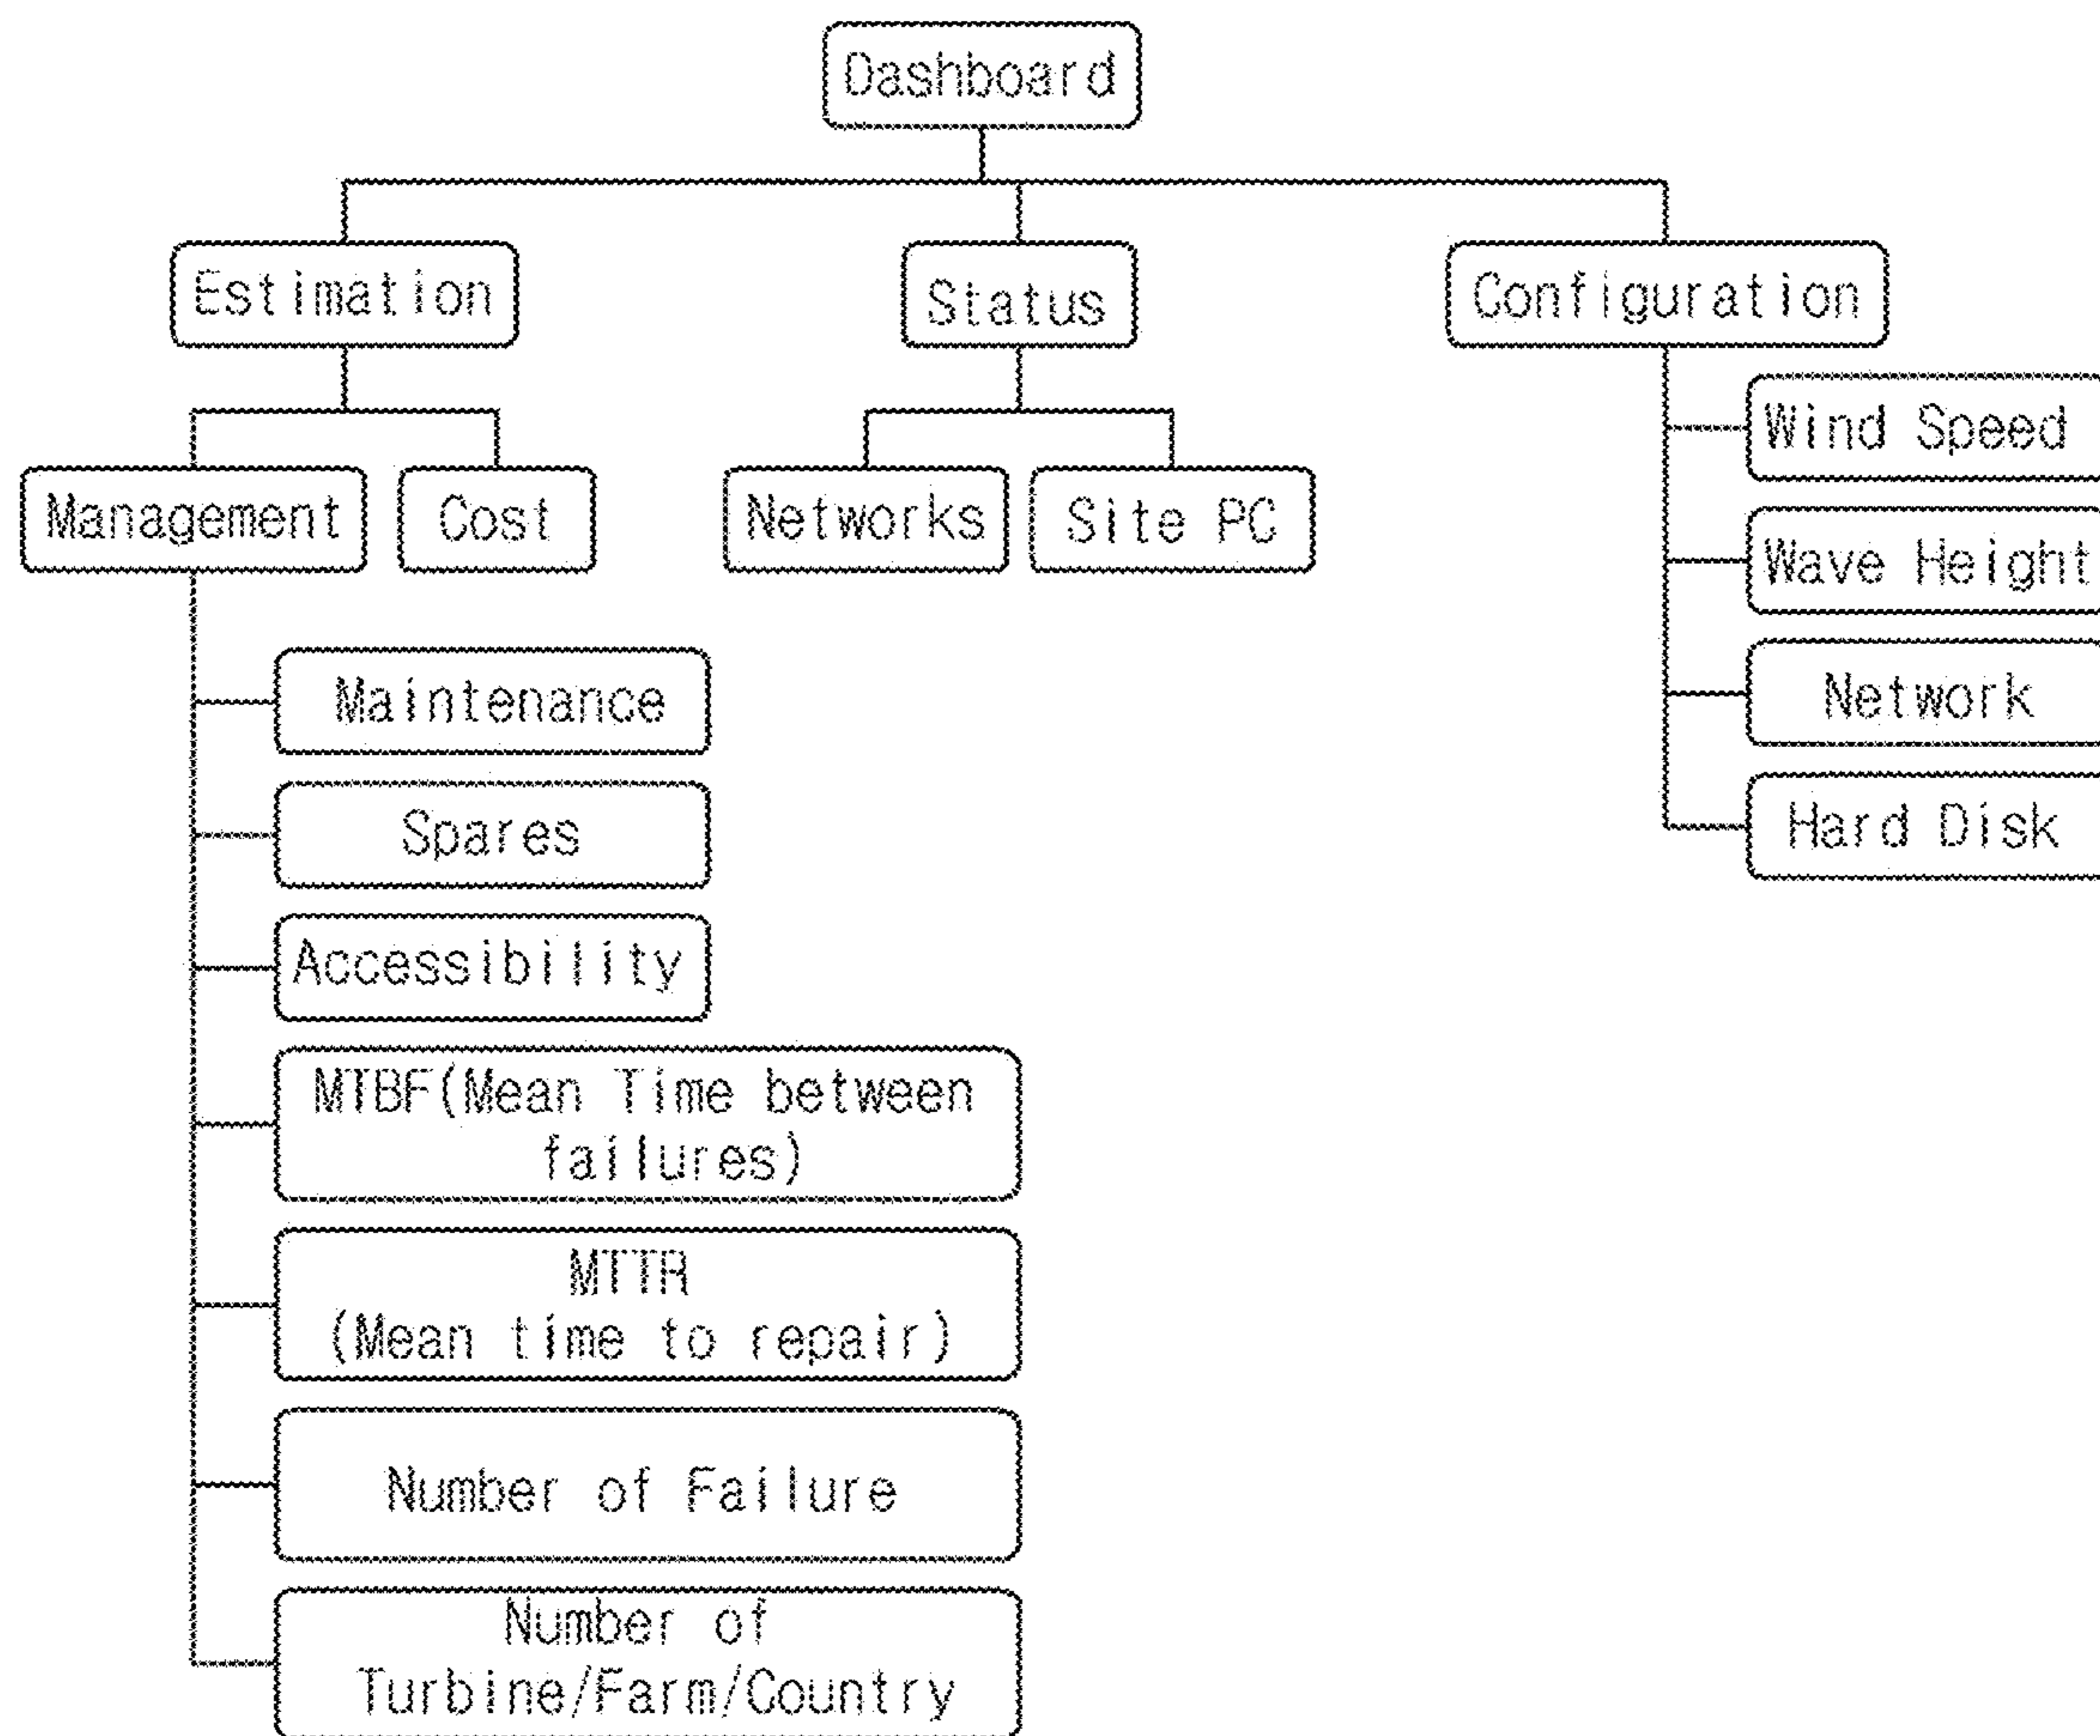 Dashboard
Estimation
Status
Configuration
Management
Cost
Networks
Site PC
Wind Speed
Wave Height
Network
Hard Disk
Maintenance
Spares
Accessibility
MTBF(Mean Time between
failures)
MTTR
(Mean time to repair)
Number of Failure
Number of
Turbine/Farm/Country